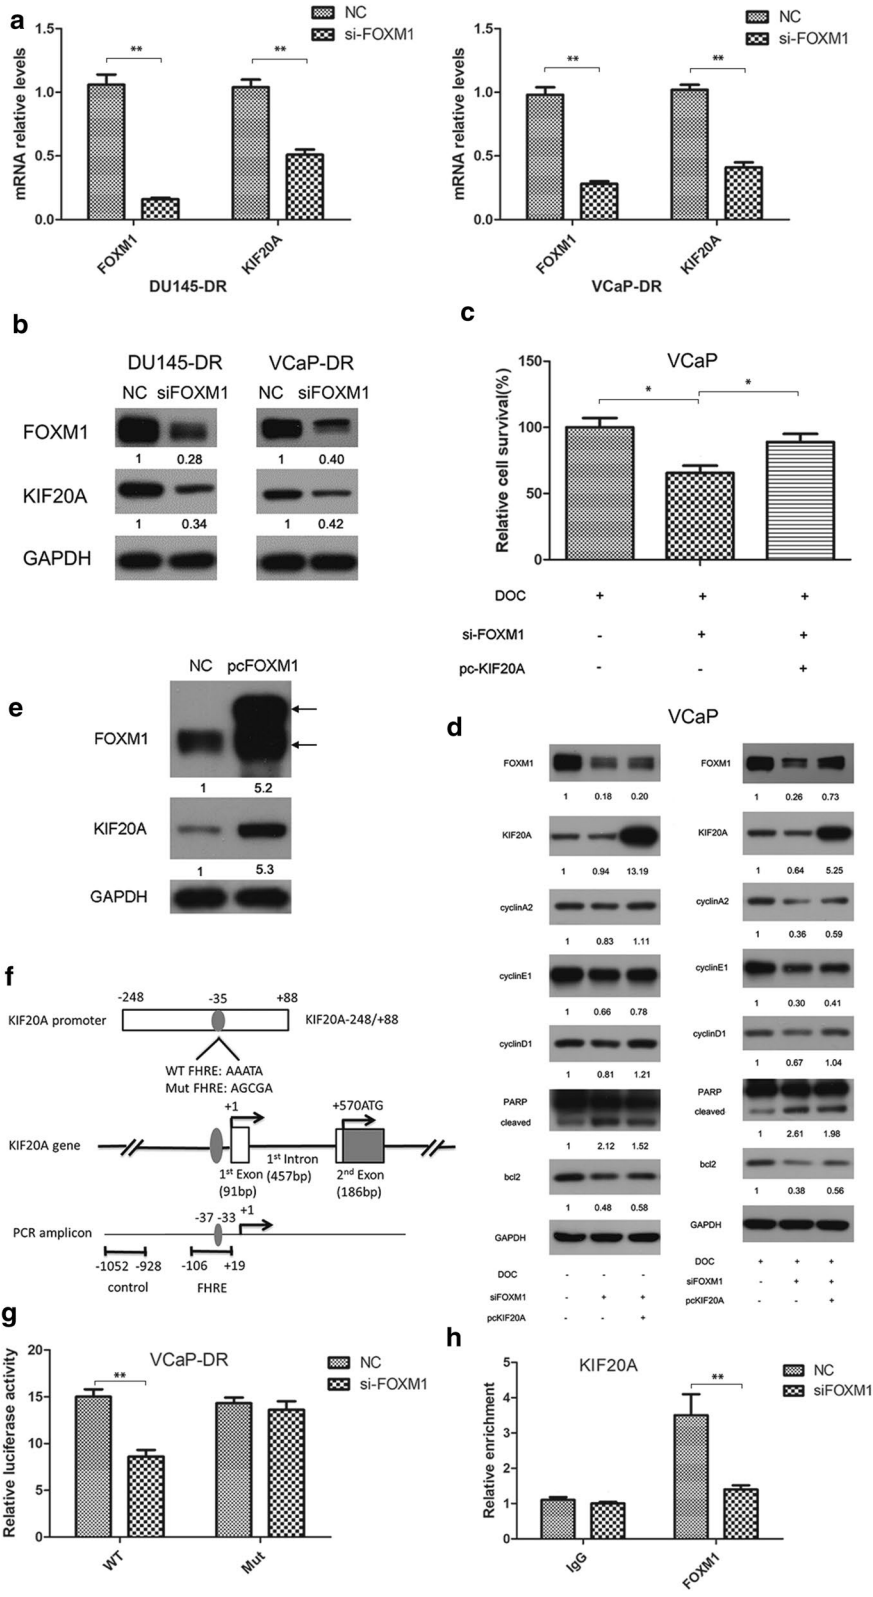 a
NC
si-FOXM1
mRNA relative levels
1.5
1.0
0.5
0.0
**
**
FOXM1
KIF20A
DU145-DR
NC
si-FOXM1
mRNA relative levels
1.5
1.0
0.5
0.0
**
**
FOXM1
KIF20A
VCaP-DR
b
DU145-DR VCaP-DR
NC siFOXM1 NC siFOXM1
FOXM1
1 0.28 1 0.40
KIF20A
1 0.34 1 0.42
GAPDH
c
VCaP
Relative cell survival(%)
150
100
50
0
*
*
DOC + + +
si-FOXM1 - + +
pc-KIF20A - - +
e
NC pcFOXM1
FOXM1
1 5.2
KIF20A
1 5.3
GAPDH
d
VCaP
FOXM1
1 0.18 0.20
KIF20A
1 0.94 13.19
cyclinA2
1 0.83 1.11
cyclinE1
1 0.66 0.78
cyclinD1
1 0.81 1.21
PARP
cleaved
1 2.12 1.52
bcl2
1 0.48 0.58
GAPDH
DOC - - -
siFOXM1 - + +
pcKIF20A - - +
FOXM1
1 0.26 0.73
KIF20A
1 0.64 5.25
cyclinA2
1 0.36 0.59
cyclinE1
1 0.30 0.41
cyclinD1
1 0.67 1.04
PARP
cleaved
1 2.61 1.98
bcl2
1 0.38 0.56
GAPDH
DOC + + +
siFOXM1 - + +
pcKIF20A - - +
f
-248 -35 +88
KIF20A promoter KIF20A-248/+88
WT FHRE: AAATA
Mut FHRE: AGCGA
+1 +570ATG
KIF20A gene
1st Exon (91bp)
1st Intron (457bp)
2nd Exon (186bp)
-37 -33 +1
PCR amplicon
-1052 -928 -106 +19
control FHRE
g
VCaP-DR
NC
si-FOXM1
Relative luciferase activity
20
15
10
5
0
**
WT
Mut
h
KIF20A
NC
siFOXM1
Relative enrichment
5
4
3
2
1
0
**
IgG
FOXM1